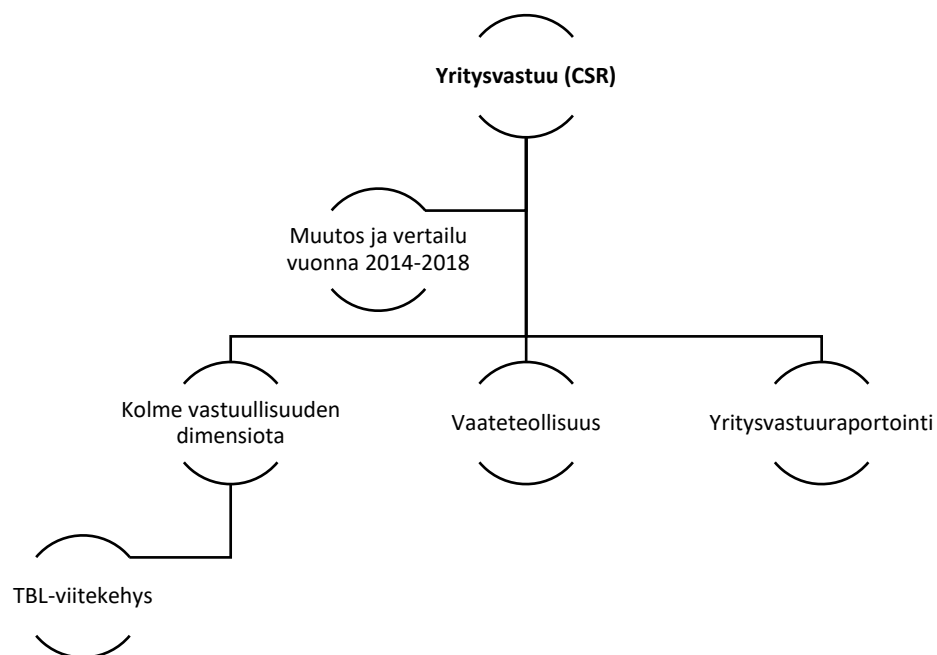 Yritysvastuu (CSR)
Muutos ja vertailu
vuonna 2014-2018
Kolme vastuullisuuden
dimensiota
Vaateteollisuus
Yritysvastuuraportointi
TBL-viitekehys